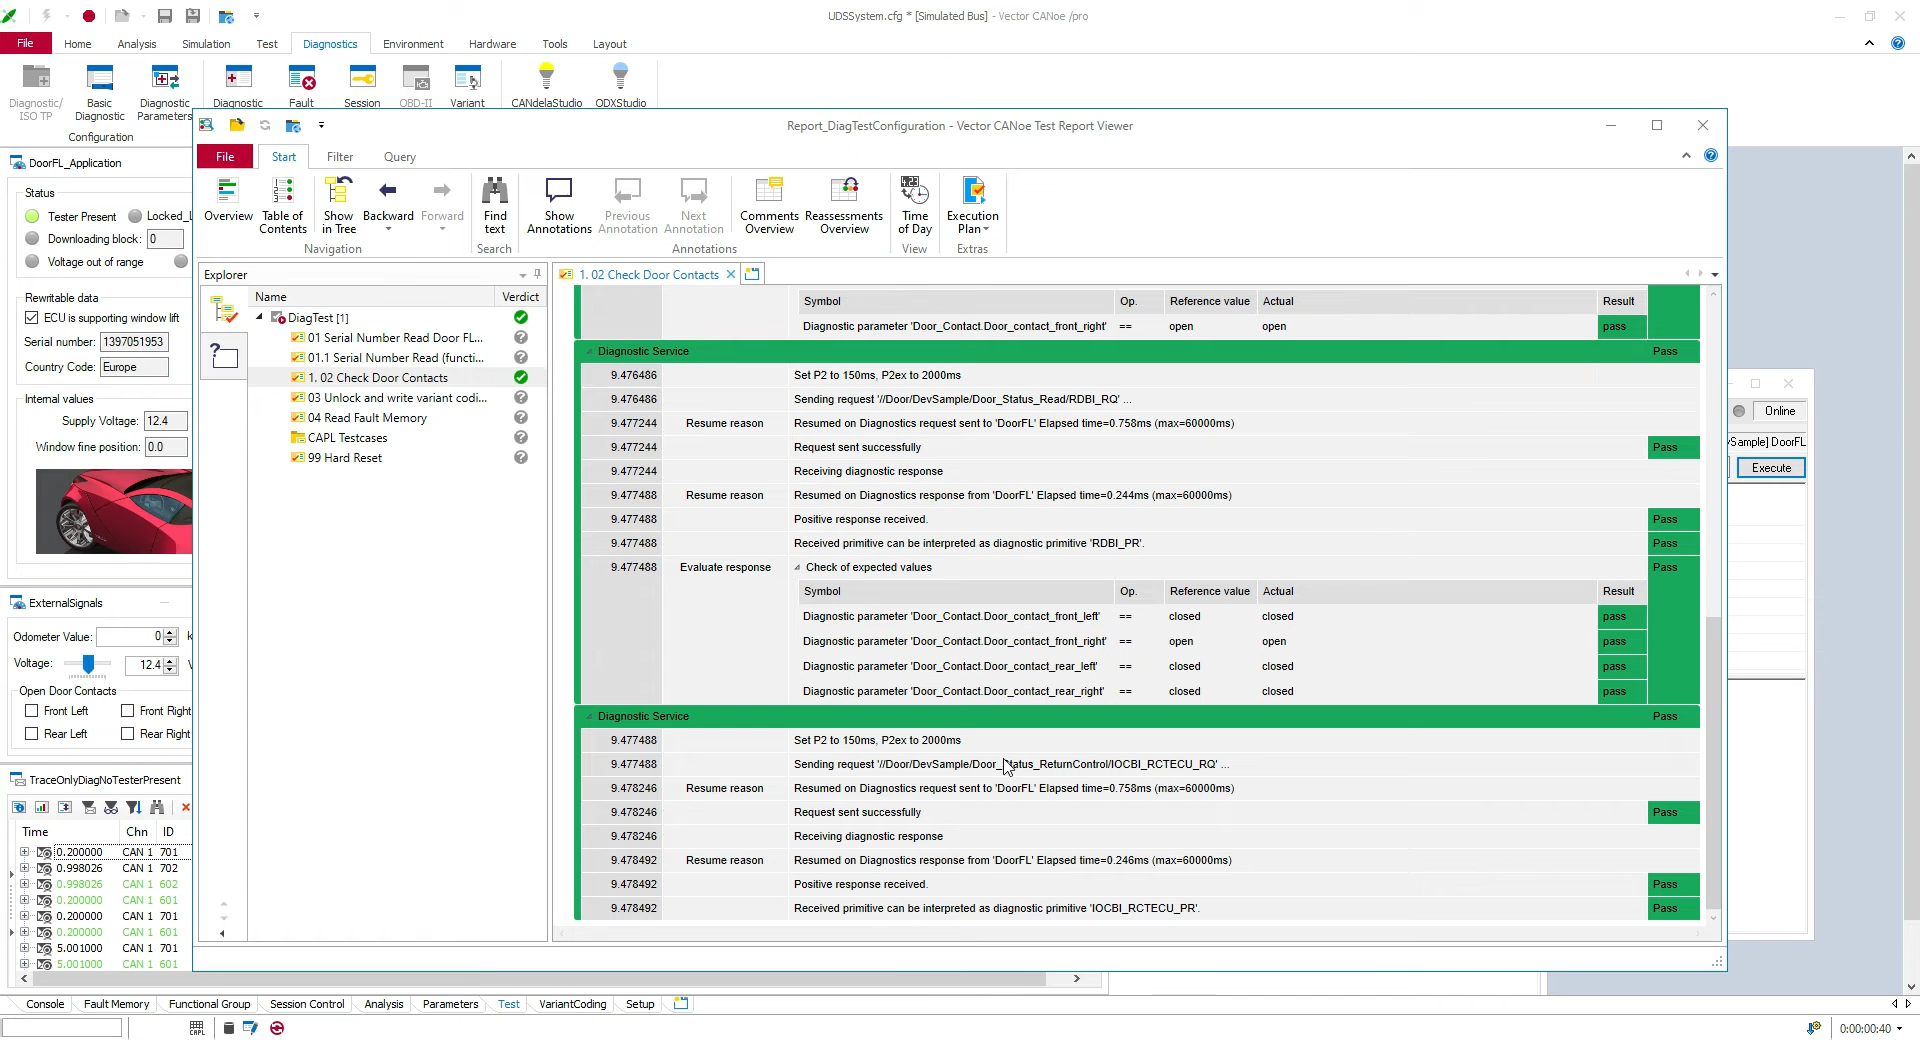 UDSSystem.cfg * [Simulated Bus] - Vector CANoe /pro
File Home Analysis Simulation Test Diagnostics Environment Hardware Tools Layout
Diagnostic/ ISO TP
Basic Diagnostic
Diagnostic Parameters
Diagnostic
Fault
Session
OBD-II
Variant
CANdelaStudio
ODXStudio
Configuration
Report_DiagTestConfiguration - Vector CANoe Test Report Viewer
File Start Filter Query
Overview
Table of Contents
Show in Tree
Backward
Forward
Find text
Show Annotations
Previous Annotation
Next Annotation
Comments Overview
Reassessments Overview
4:23
Time of Day
Execution Plan
Navigation Search Annotations View Extras
DoorFL_Application
Status
Tester Present
Downloading block: 0
Voltage out of range
Rewritable data
ECU is supporting window lift
Serial number: 1397051953
Country Code: Europe
Internal values
Supply Voltage: 12.4
Window fine position: 0.0
ExternalSignals
Odometer Value: 0
Voltage: 12.4
Open Door Contacts
Front Left Front Right
Rear Left Rear Right
TraceOnlyDiagNoTesterPresent
Time Chn ID
0.200000 CAN 1 701
0.998026 CAN 1 702
0.998026 CAN 1 602
0.200000 CAN 1 601
0.200000 CAN 1 701
0.200000 CAN 1 601
5.001000 CAN 1 701
5.001000 CAN 1 601
Explorer
Name Verdict
DiagTest [1]
01 Serial Number Read Door FL...
01.1 Serial Number Read (functi...
1. 02 Check Door Contacts
03 Unlock and write variant codi...
04 Read Fault Memory
CAPL Testcases
99 Hard Reset
1. 02 Check Door Contacts
Symbol Op. Reference value Actual Result
Diagnostic parameter 'Door_Contact.Door_contact_front_right' == open open pass
Diagnostic Service Pass
9.476486 Set P2 to 150ms, P2ex to 2000ms
9.476486 Sending request '//Door/DevSample/Door_Status_Read/RDBI_RQ' ...
9.477244 Resume reason Resumed on Diagnostics request sent to 'DoorFL' Elapsed time=0.758ms (max=60000ms)
9.477244 Request sent successfully Pass
9.477244 Receiving diagnostic response
9.477488 Resume reason Resumed on Diagnostics response from 'DoorFL' Elapsed time=0.244ms (max=60000ms)
9.477488 Positive response received. Pass
9.477488 Received primitive can be interpreted as diagnostic primitive 'RDBI_PR'. Pass
9.477488 Evaluate response Check of expected values Pass
Symbol Op. Reference value Actual Result
Diagnostic parameter 'Door_Contact.Door_contact_front_left' == closed closed pass
Diagnostic parameter 'Door_Contact.Door_contact_front_right' == open open pass
Diagnostic parameter 'Door_Contact.Door_contact_rear_left' == closed closed pass
Diagnostic parameter 'Door_Contact.Door_contact_rear_right' == closed closed pass
Diagnostic Service Pass
9.477488 Set P2 to 150ms, P2ex to 2000ms
9.477488 Sending request '//Door/DevSample/Door_Status_ReturnControl/IOCBI_RCTECU_RQ' ...
9.478246 Resume reason Resumed on Diagnostics request sent to 'DoorFL' Elapsed time=0.758ms (max=60000ms)
9.478246 Request sent successfully Pass
9.478246 Receiving diagnostic response
9.478492 Resume reason Resumed on Diagnostics response from 'DoorFL' Elapsed time=0.246ms (max=60000ms)
9.478492 Positive response received. Pass
9.478492 Received primitive can be interpreted as diagnostic primitive 'IOCBI_RCTECU_PR'. Pass
Online
DoorFL
Execute
Console Fault Memory Functional Group Session Control Analysis Parameters Test VariantCoding Setup
CAPL
0:00:00:40